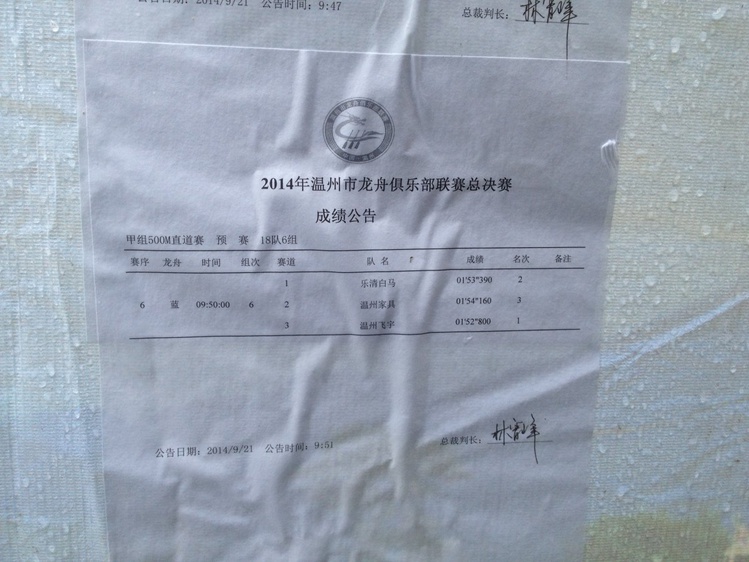 公告日期：2014/9/21 公告时间：9:47
总裁判长：
2014年温州市龙舟俱乐部联赛总决赛
成绩公告
甲组500M直道赛 预 赛 18队6组
赛序 龙舟 时间 组次 赛道 队 名 成绩 名次 备注
1 乐清白马 01'53"390 2
6 蓝 09:50:00 6 2 温州家具 01'54"160 3
3 温州飞宇 01'52"800 1
公告日期：2014/9/21 公告时间：9:51
总裁判长：